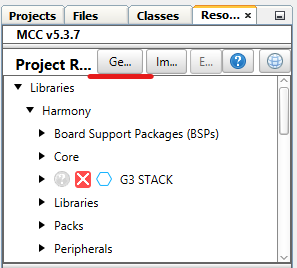 Projects Files Classes Reso... ×
MCC v5.3.7
Project R... Ge... Im... E... ?
Libraries
Harmony
Board Support Packages (BSPs)
Core
? G3 STACK
Libraries
Packs
Peripherals